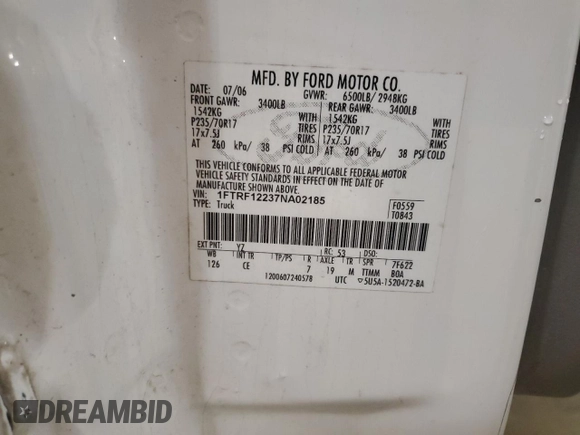 MFD. BY FORD MOTOR CO.
DATE: 07/06 GVWR: 6500LB/ 2948KG
FRONT GAWR: 3400LB REAR GAWR: 3400LB
1542KG WITH 1542KG WITH
P235/70R17 TIRES P235/70R17 TIRES
17x7.5J RIMS 17x7.5J RIMS
AT 260 kPa/ 38 PSI COLD AT 260 kPa/ 38 PSI COLD
THIS VEHICLE CONFORMS TO ALL APPLICABLE FEDERAL MOTOR
VEHICLE SAFETY STANDARDS IN EFFECT ON THE DATE OF
MANUFACTURE SHOWN ABOVE.
VIN: 1FTRF12237NA02185 F0559
TYPE: Truck T0843
EXT PNT: YZ RC: 53 DSO:
WB INT TR TP/PS R AXLE TR SPR 7F622
126 CE 7 19 M TTMM BOA
1200607240578 UTC ▽5U5A-1520472-BA
Ford
DREAMBID